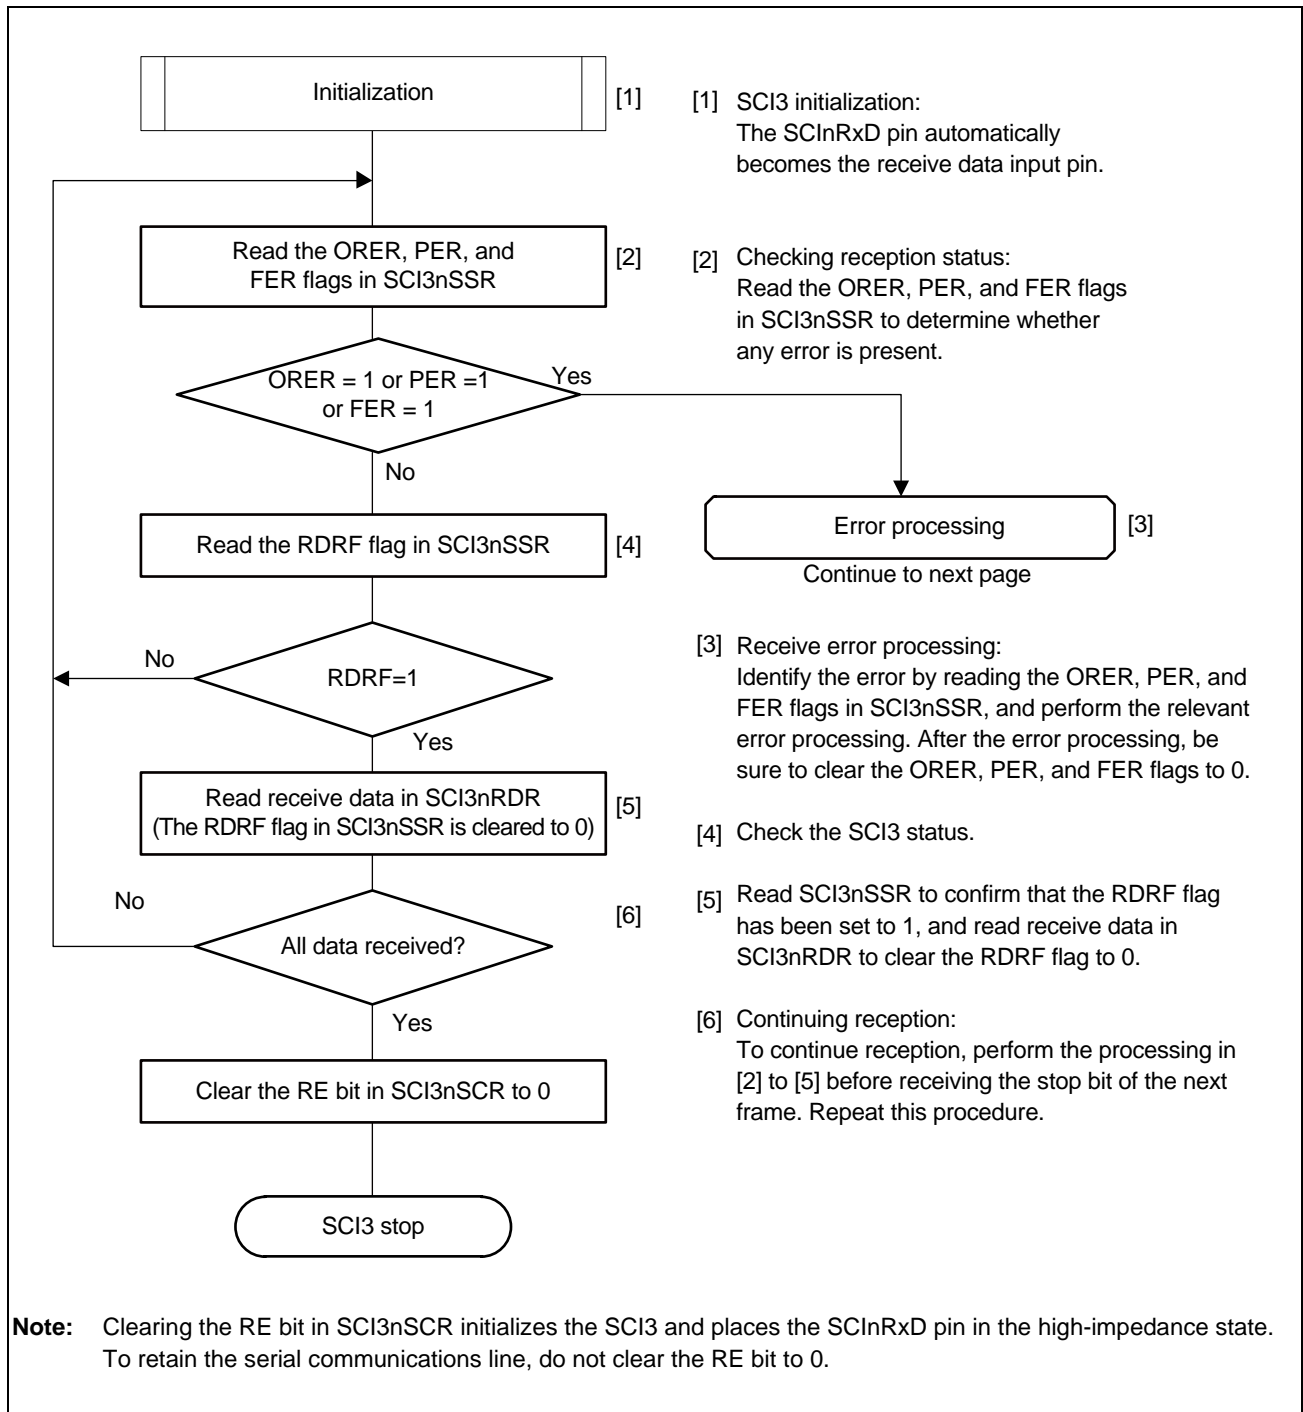 Initialization
[1]
[1] SCI3 initialization:
The SCInRxD pin automatically
becomes the receive data input pin.
Read the ORER, PER, and
FER flags in SCI3nSSR
[2]
[2] Checking reception status:
Read the ORER, PER, and FER flags
in SCI3nSSR to determine whether
any error is present.
ORER = 1 or PER =1
or FER = 1
Yes
No
Read the RDRF flag in SCI3nSSR
[4]
Error processing
[3]
Continue to next page
[3] Receive error processing:
Identify the error by reading the ORER, PER, and
FER flags in SCI3nSSR, and perform the relevant
error processing. After the error processing, be
sure to clear the ORER, PER, and FER flags to 0.
No
RDRF=1
Yes
Read receive data in SCI3nRDR
(The RDRF flag in SCI3nSSR is cleared to 0)
[5]
[4] Check the SCI3 status.
[5] Read SCI3nSSR to confirm that the RDRF flag
has been set to 1, and read receive data in
SCI3nRDR to clear the RDRF flag to 0.
No
All data received?
[6]
Yes
[6] Continuing reception:
To continue reception, perform the processing in
[2] to [5] before receiving the stop bit of the next
frame. Repeat this procedure.
Clear the RE bit in SCI3nSCR to 0
SCI3 stop
Note: Clearing the RE bit in SCI3nSCR initializes the SCI3 and places the SCInRxD pin in the high-impedance state.
To retain the serial communications line, do not clear the RE bit to 0.